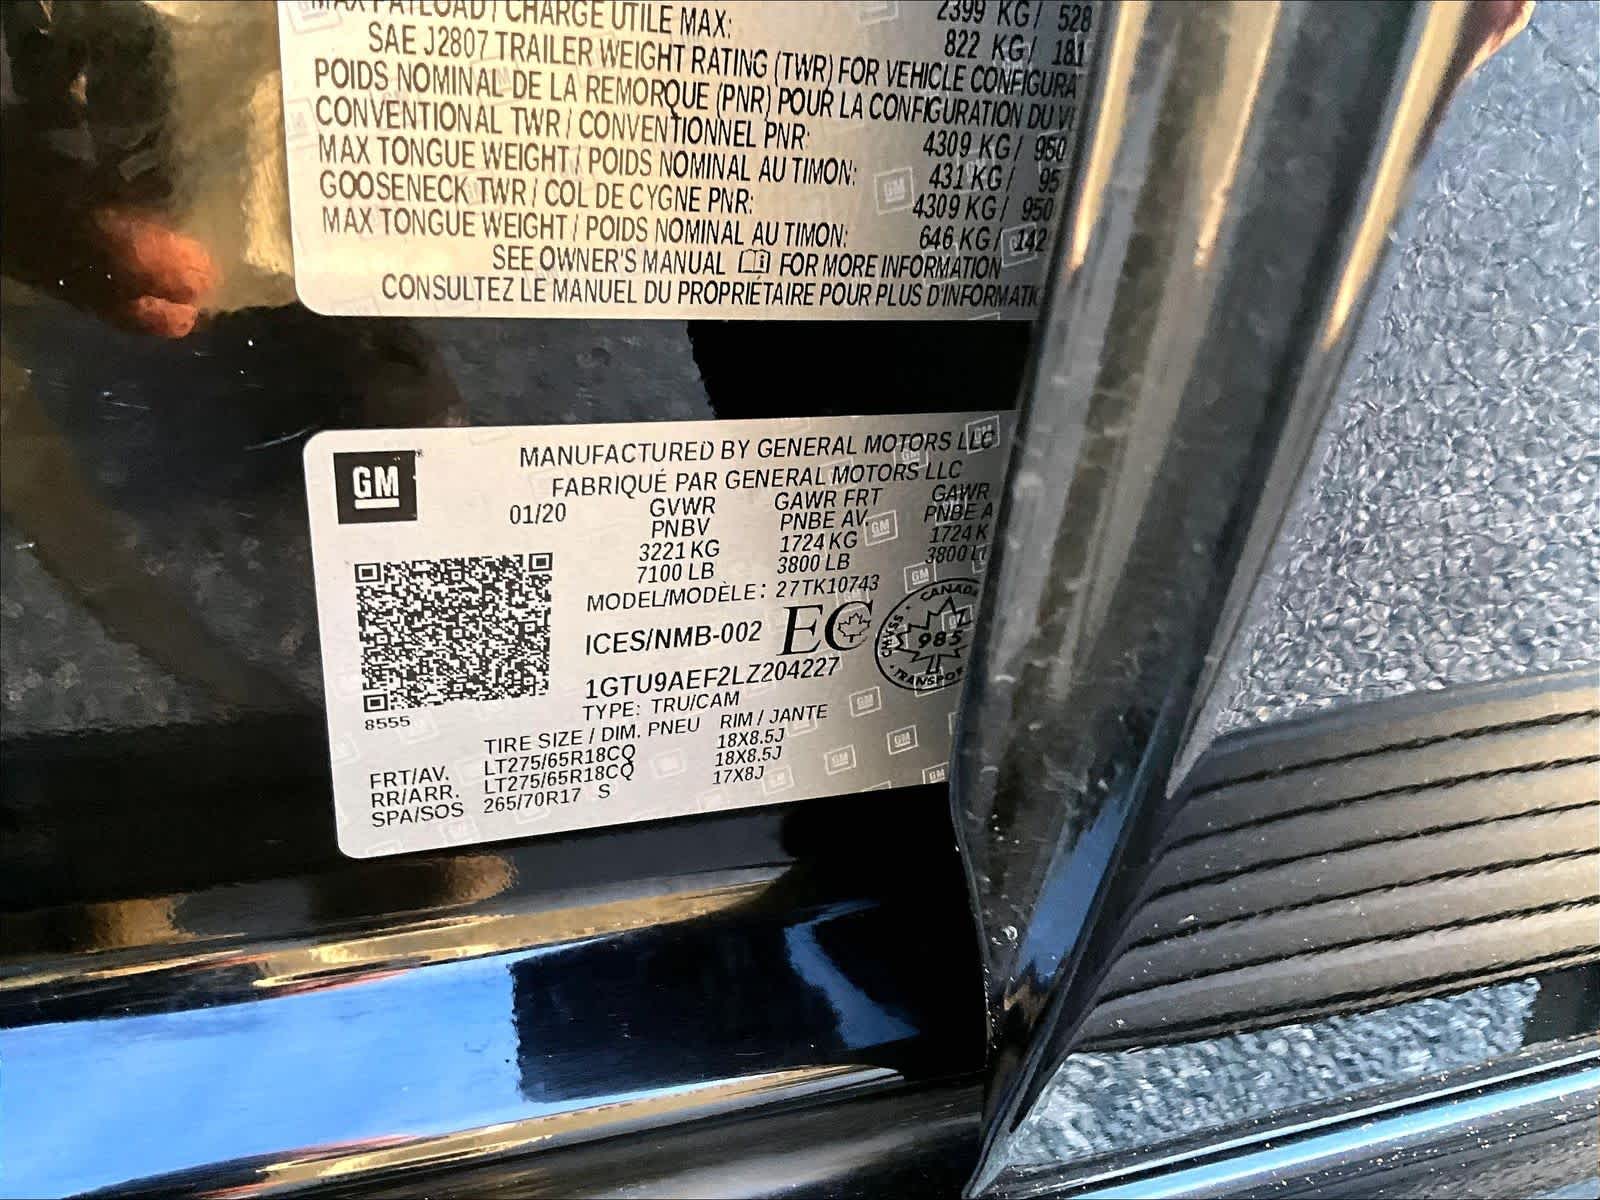 MAX PAYLOAD / CHARGE UTILE MAX: 2399 KG/ 528
SAE J2807 TRAILER WEIGHT RATING (TWR) FOR VEHICLE CONFIGURA 822 KG/ 181
POIDS NOMINAL DE LA REMORQUE (PNR) POUR LA CONFIGURATION DU
CONVENTIONAL TWR / CONVENTIONNEL PNR: 4309 KG/ 950
MAX TONGUE WEIGHT / POIDS NOMINAL AU TIMON: 431 KG/ 95
GOOSENECK TWR / COL DE CYGNE PNR: 4309 KG/ 950
MAX TONGUE WEIGHT / POIDS NOMINAL AU TIMON: 646 KG/ 142
SEE OWNER'S MANUAL FOR MORE INFORMATION
CONSULTEZ LE MANUEL DU PROPRIÉTAIRE POUR PLUS D'INFORMATIO
GM
MANUFACTURED BY GENERAL MOTORS LLC
FABRIQUÉ PAR GENERAL MOTORS LLC
01/20 GVWR GAWR FRT GAWR
PNBV PNBE AV. PNBE A
3221 KG 1724 KG 1724 K
7100 LB 3800 LB 3800 L
MODEL/MODÈLE: 27TK10743
ICES/NMB-002 EC
CANADA
CMVSS
985
TRANSPOR
1GTU9AEF2LZ204227
TYPE: TRU/CAM
8555
TIRE SIZE / DIM. PNEU RIM / JANTE
FRT/AV. LT275/65R18CQ 18X8.5J
RR/ARR. LT275/65R18CQ 18X8.5J
SPA/SOS 265/70R17 S 17X8J